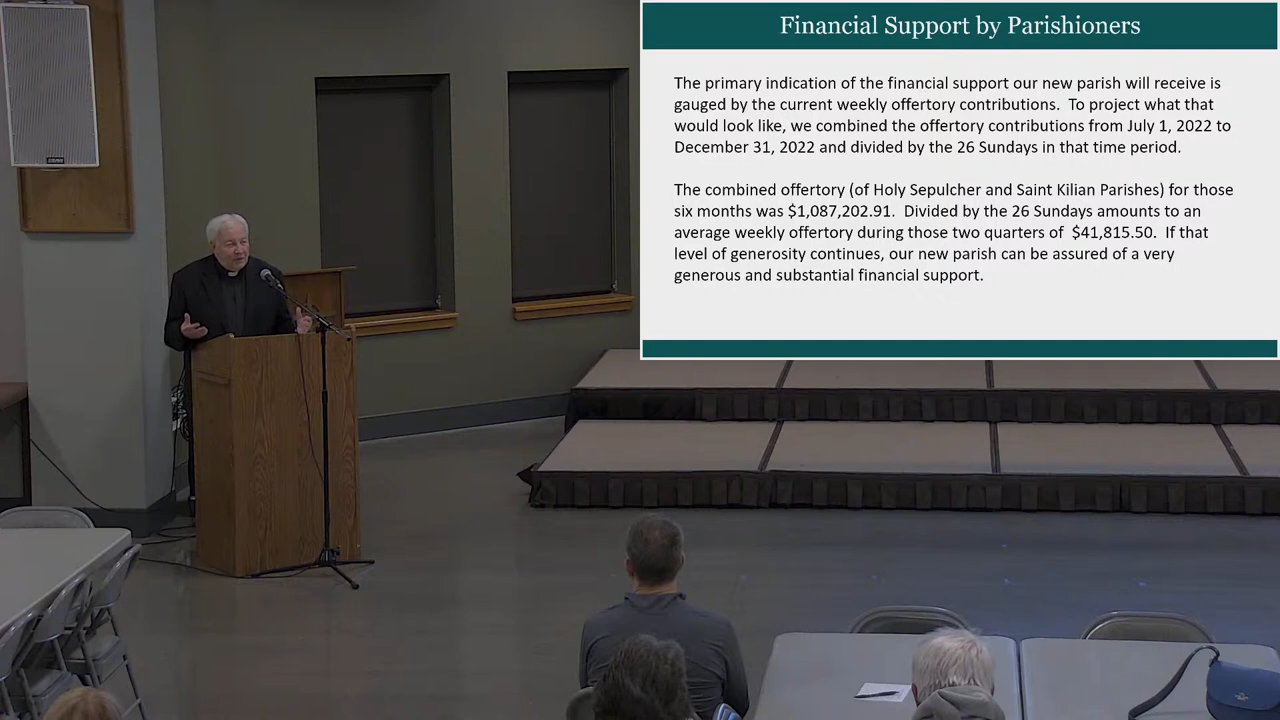 Financial Support by Parishioners
The primary indication of the financial support our new parish will receive is
gauged by the current weekly offertory contributions.  To project what that
would look like, we combined the offertory contributions from July 1, 2022 to
December 31, 2022 and divided by the 26 Sundays in that time period.
The combined offertory (of Holy Sepulcher and Saint Kilian Parishes) for those
six months was $1,087,202.91.  Divided by the 26 Sundays amounts to an
average weekly offertory during those two quarters of  $41,815.50.  If that
level of generosity continues, our new parish can be assured of a very
generous and substantial financial support.